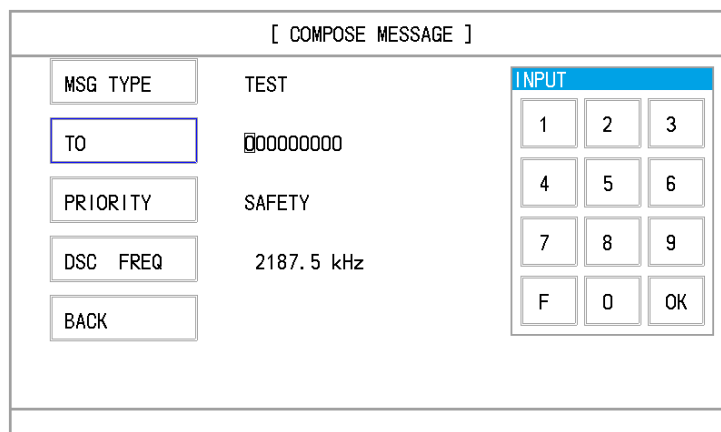 [ COMPOSE MESSAGE ]
MSG TYPE TEST
TO 000000000
PRIORITY SAFETY
DSC FREQ 2187.5 kHz
BACK
INPUT
1 2 3
4 5 6
7 8 9
F 0 OK